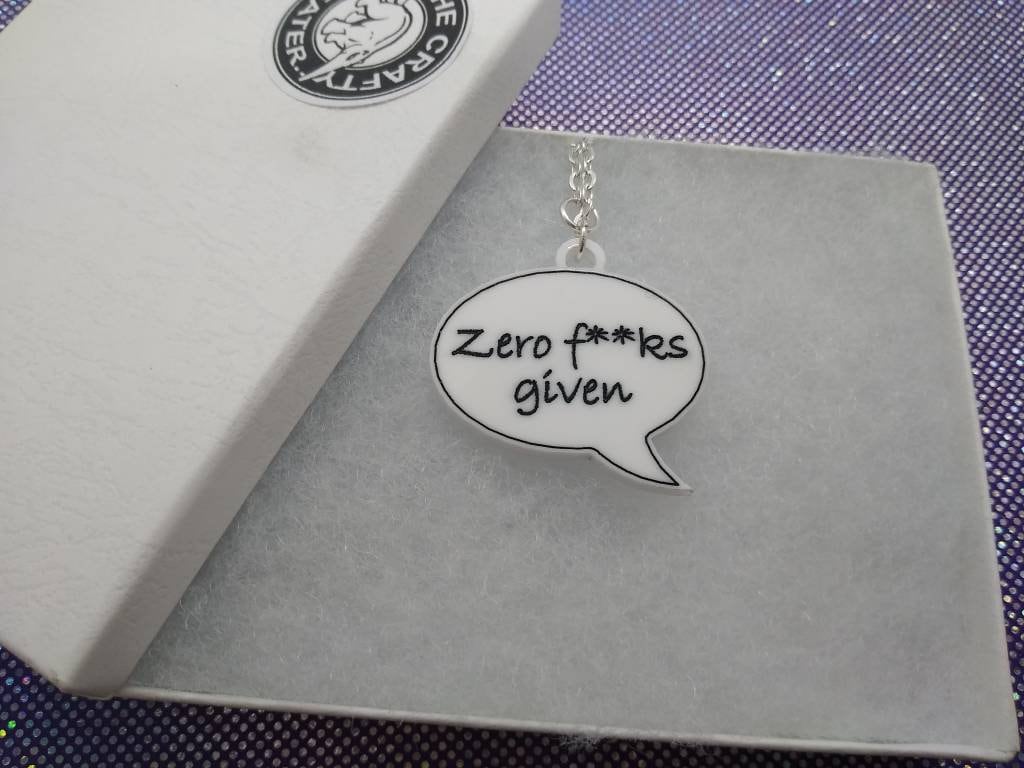 THE CRAFTY
Zero f**ks
given